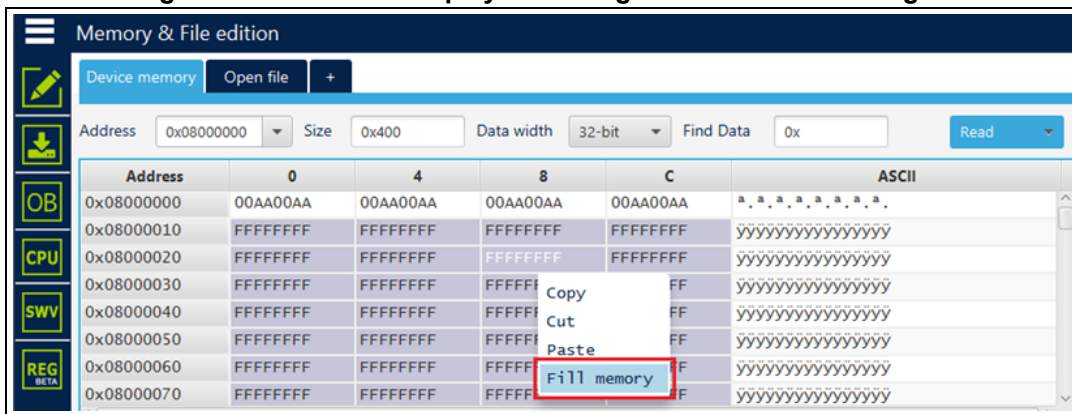 Memory & File edition
Device memory Open file +
Address 0x08000000 Size 0x400 Data width 32-bit Find Data 0x Read
Address 0 4 8 C ASCII
0x08000000 00AA00AA 00AA00AA 00AA00AA 00AA00AA ª.ª.ª.ª.ª.ª.ª.ª.
OB
0x08000010 FFFFFFFF FFFFFFFF FFFFFFFF FFFFFFFF ÿÿÿÿÿÿÿÿÿÿÿÿÿÿÿÿ
CPU
0x08000020 FFFFFFFF FFFFFFFF FFFFFFFF FFFFFFFF ÿÿÿÿÿÿÿÿÿÿÿÿÿÿÿÿ
0x08000030 FFFFFFFF FFFFFFFF ÿÿÿÿÿÿÿÿÿÿÿÿÿÿÿÿ
Copy
SWV
0x08000040 FFFFFFFF FFFFFFFF ÿÿÿÿÿÿÿÿÿÿÿÿÿÿÿÿ
Cut
0x08000050 FFFFFFFF FFFFFFFF ÿÿÿÿÿÿÿÿÿÿÿÿÿÿÿÿ
Paste
REG
BETA
0x08000060 FFFFFFFF FFFFFFFF ÿÿÿÿÿÿÿÿÿÿÿÿÿÿÿÿ
Fill memory
0x08000070 FFFFFFFF FFFFFFFF ÿÿÿÿÿÿÿÿÿÿÿÿÿÿÿÿ